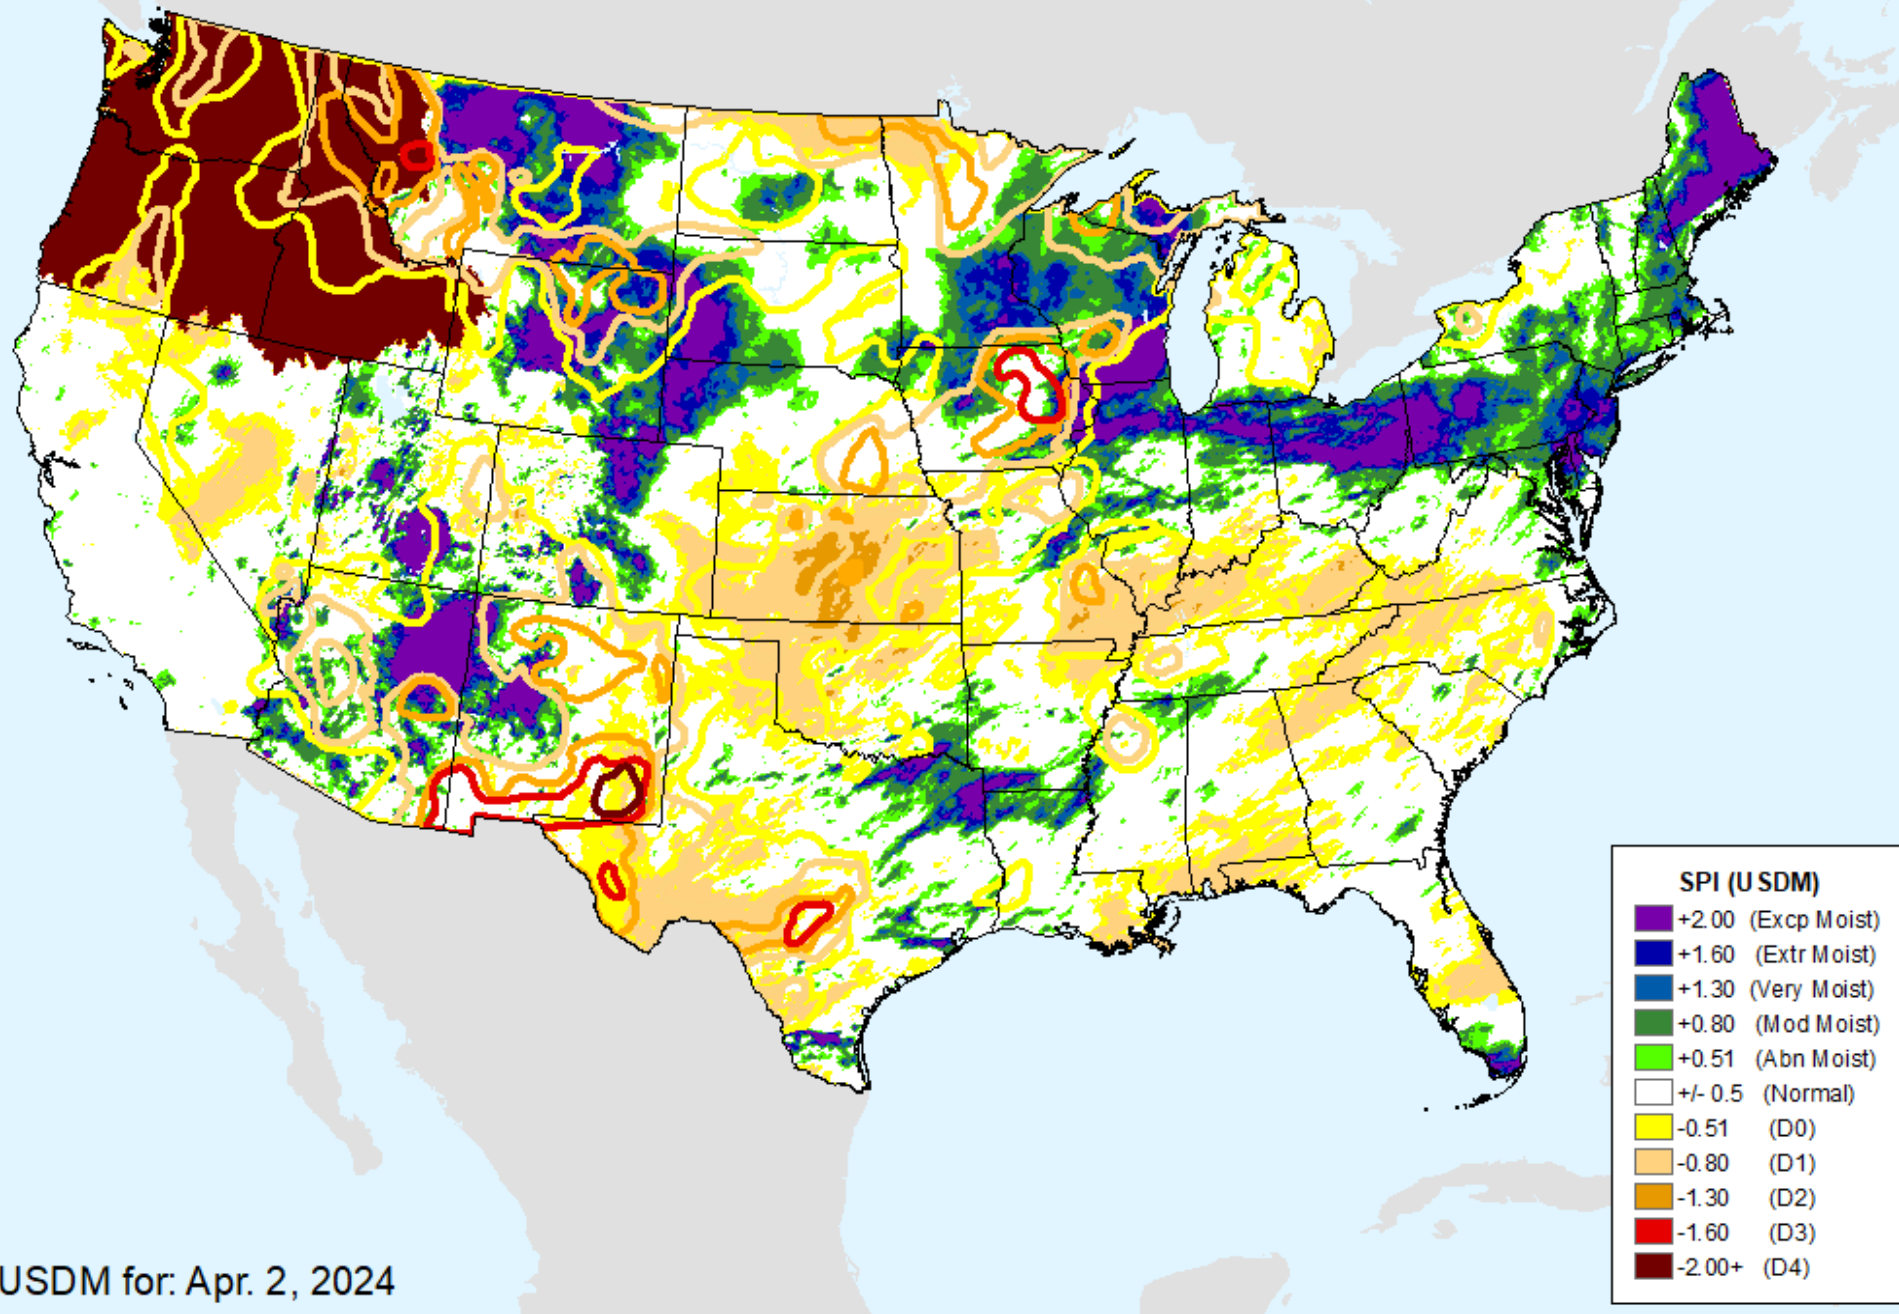 SPI (USDM)
+2.00 (Excp Moist)
+1.60 (Extr Moist)
+1.30 (Very Moist)
+0.80 (Mod Moist)
+0.51 (Abn Moist)
+/- 0.5 (Normal)
-0.51 (D0)
-0.80 (D1)
-1.30 (D2)
-1.60 (D3)
-2.00+ (D4)
USDM for: Apr. 2, 2024